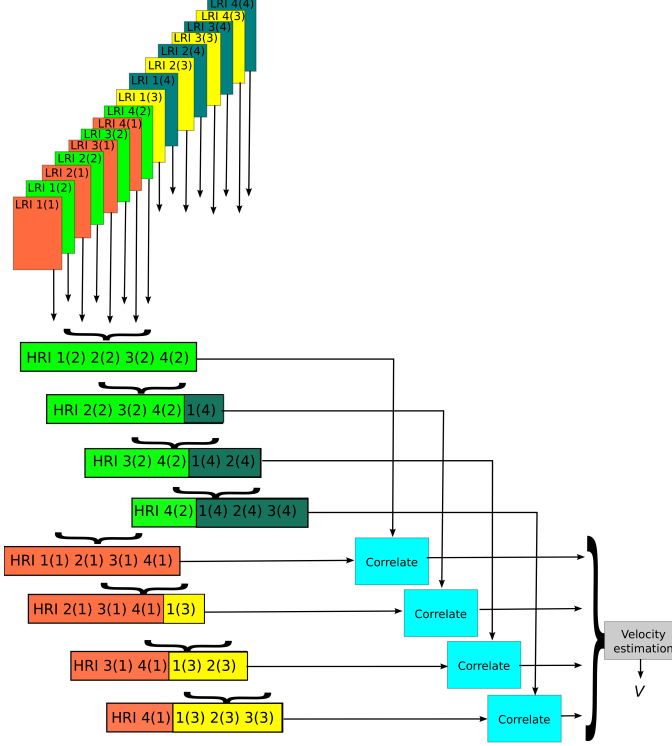 LRI 4(4)
LRI 4(3)
LRI 3(4)
LRI 3(3)
LRI 2(4)
LRI 2(3)
LRI 1(4)
LRI 1(3)
LRI 4(2)
LRI 4(1)
LRI 3(2)
LRI 3(1)
LRI 2(2)
LRI 2(1)
LRI 1(2)
LRI 1(1)
HRI 1(2) 2(2) 3(2) 4(2)
HRI 2(2) 3(2) 4(2) 1(4)
HRI 3(2) 4(2) 1(4) 2(4)
HRI 4(2) 1(4) 2(4) 3(4)
HRI 1(1) 2(1) 3(1) 4(1)
Correlate
HRI 2(1) 3(1) 4(1) 1(3)
Correlate
HRI 3(1) 4(1) 1(3) 2(3)
Correlate
HRI 4(1) 1(3) 2(3) 3(3)
Correlate
Velocity
estimation
V